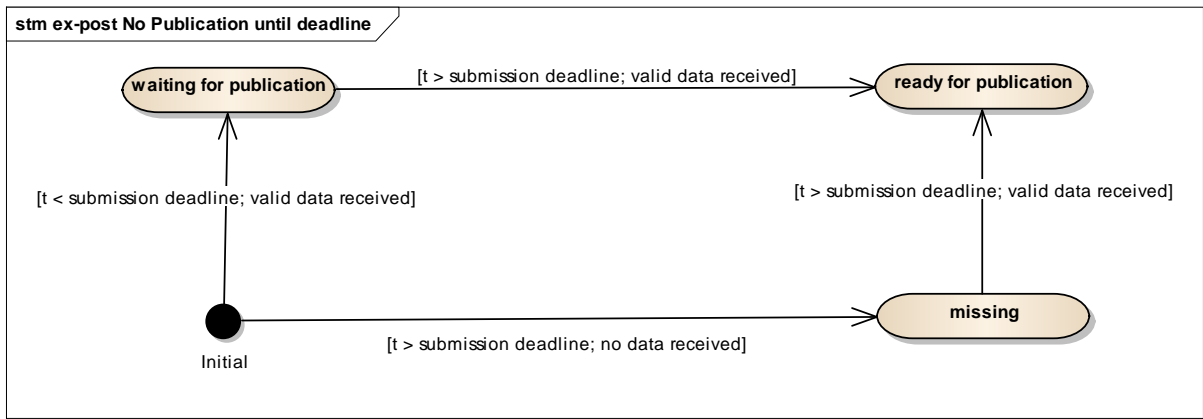 stm ex-post No Publication until deadline
waiting for publication
[t > submission deadline; valid data received]
ready for publication
[t < submission deadline; valid data received]
[t > submission deadline; valid data received]
missing
[t > submission deadline; no data received]
Initial